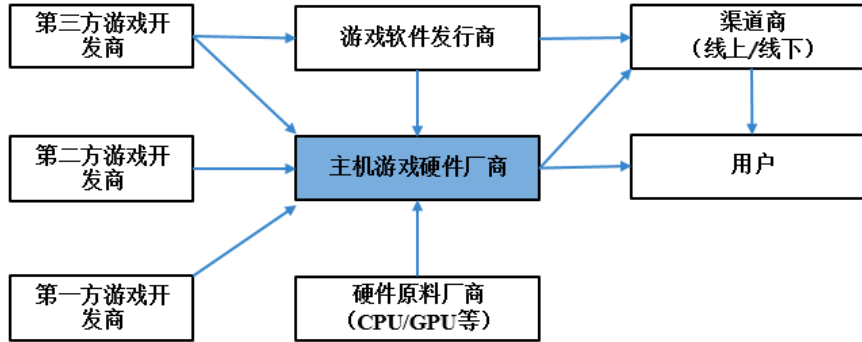 第三方游戏开
发商
游戏软件发行商
渠道商
（线上/线下）
第二方游戏开
发商
主机游戏硬件厂商
用户
第一方游戏开
发商
硬件原料厂商
（CPU/GPU等）